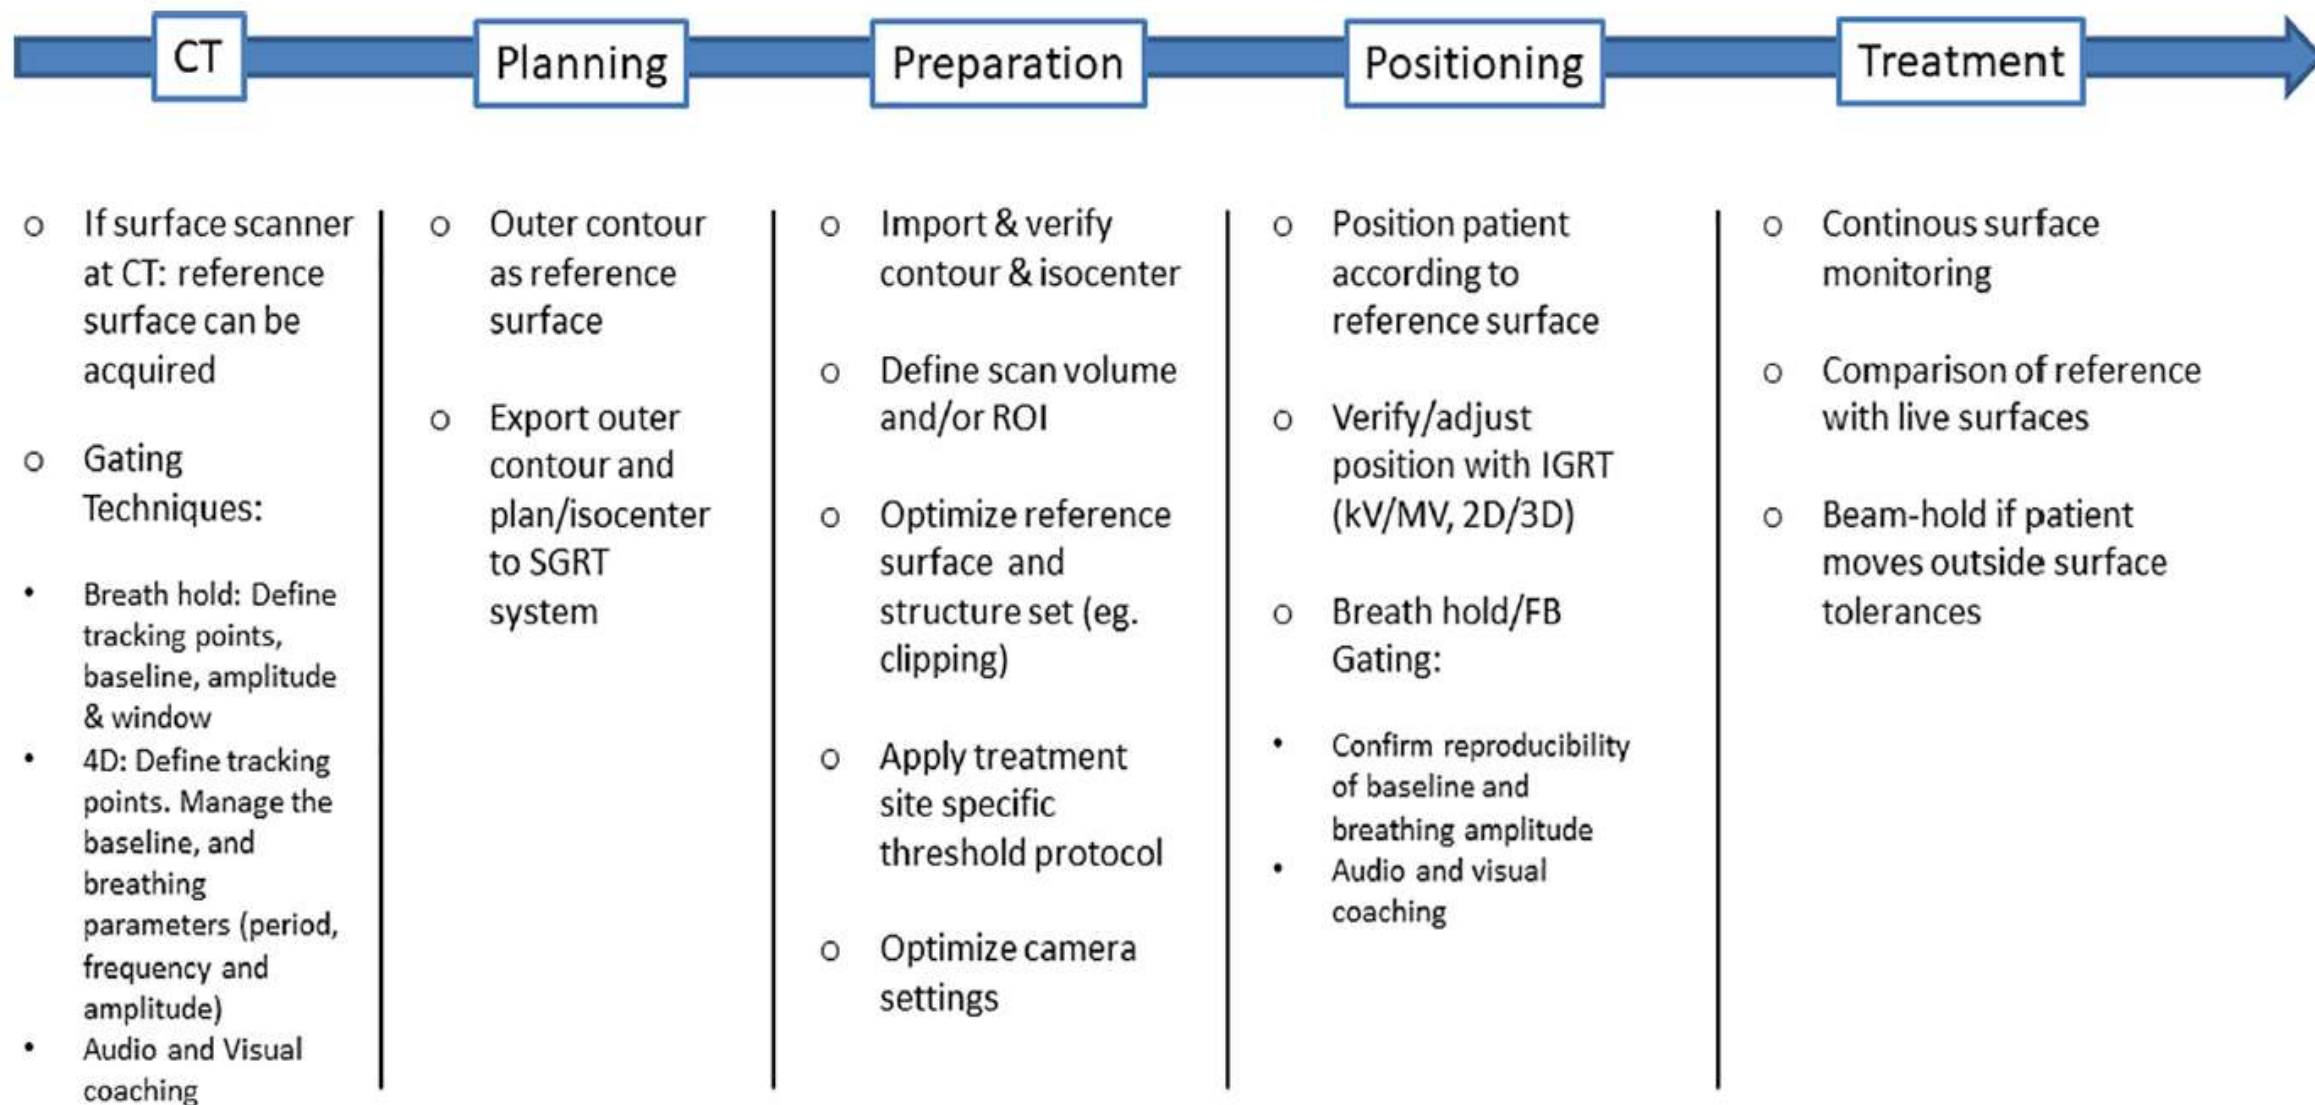 CT
Planning
Preparation
Positioning
Treatment
o If surface scanner
at CT: reference
surface can be
acquired
o Gating
Techniques:
• Breath hold: Define
tracking points,
baseline, amplitude
& window
• 4D: Define tracking
points. Manage the
baseline, and
breathing
parameters (period,
frequency and
amplitude)
• Audio and Visual
coaching
o Outer contour
as reference
surface
o Export outer
contour and
plan/isocenter
to SGRT
system
o Import & verify
contour & isocenter
o Define scan volume
and/or ROI
o Optimize reference
surface and
structure set (eg.
clipping)
o Apply treatment
site specific
threshold protocol
o Optimize camera
settings
o Position patient
according to
reference surface
o Verify/adjust
position with IGRT
(kV/MV, 2D/3D)
o Breath hold/FB
Gating:
• Confirm reproducibility
of baseline and
breathing amplitude
• Audio and visual
coaching
o Continous surface
monitoring
o Comparison of reference
with live surfaces
o Beam-hold if patient
moves outside surface
tolerances